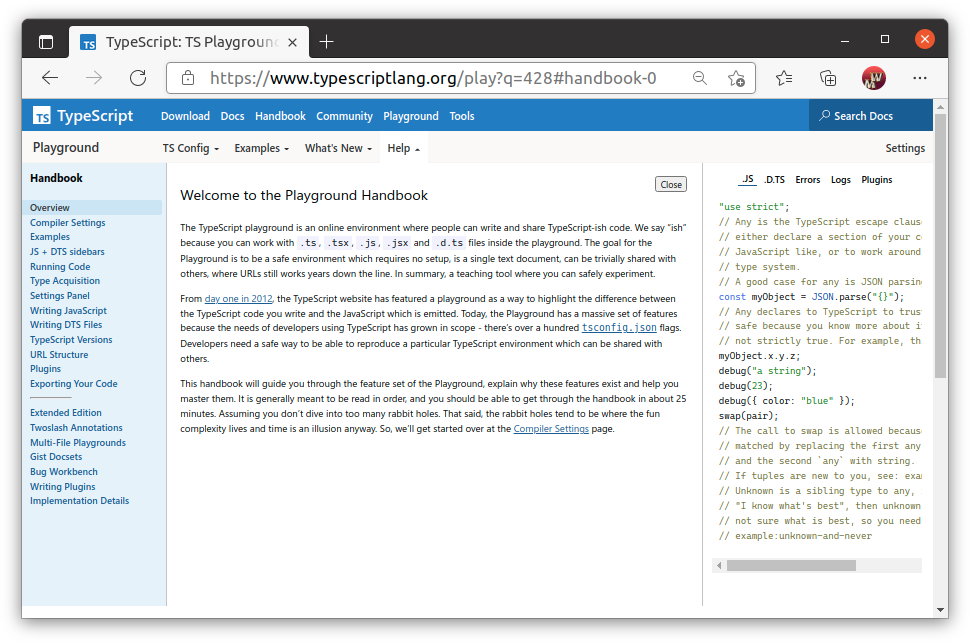 TypeScript: TS Playground
https://www.typescriptlang.org/play?q=428#handbook-0
TS TypeScript Download Docs Handbook Community Playground Tools Search Docs
Playground TS Config Examples What's New Help Settings
Handbook
Overview
Compiler Settings
Examples
JS + DTS sidebars
Running Code
Type Acquisition
Settings Panel
Writing JavaScript
Writing DTS Files
TypeScript Versions
URL Structure
Plugins
Exporting Your Code
Extended Edition
Twoslash Annotations
Multi-File Playgrounds
Gist Docsets
Bug Workbench
Writing Plugins
Implementation Details
Close
Welcome to the Playground Handbook
The TypeScript playground is an online environment where people can write and share TypeScript-ish code. We say “ish”
because you can work with .ts, .tsx, .js, .jsx and .d.ts files inside the playground. The goal for the
Playground is to be a safe environment which requires no setup, is a single text document, can be trivially shared with
others, where URLs still works years down the line. In summary, a teaching tool where you can safely experiment.
From day one in 2012, the TypeScript website has featured a playground as a way to highlight the difference between
the TypeScript code you write and the JavaScript which is emitted. Today, the Playground has a massive set of features
because the needs of developers using TypeScript has grown in scope - there’s over a hundred tsconfig.json flags.
Developers need a safe way to be able to reproduce a particular TypeScript environment which can be shared with
others.
This handbook will guide you through the feature set of the Playground, explain why these features exist and help you
master them. It is generally meant to be read in order, and you should be able to get through the handbook in about 25
minutes. Assuming you don’t dive into too many rabbit holes. That said, the rabbit holes tend to be where the fun
complexity lives and time is an illusion anyway. So, we’ll get started over at the Compiler Settings page.
.JS .D.TS Errors Logs Plugins
"use strict";
// Any is the TypeScript escape clause
// either declare a section of your co
// JavaScript like, or to work around
// type system.
// A good case for any is JSON parsing
const myObject = JSON.parse("{}");
// Any declares to TypeScript to trust
// safe because you know more about it
// not strictly true. For example, th
myObject.x.y.z;
debug("a string");
debug(23);
debug({ color: "blue" });
swap(pair);
// The call to swap is allowed because
// matched by replacing the first any
// and the second `any` with string.
// If tuples are new to you, see: exam
// Unknown is a sibling type to any,
// "I know what's best", then unknown
// not sure what is best, so you need
// example:unknown-and-never